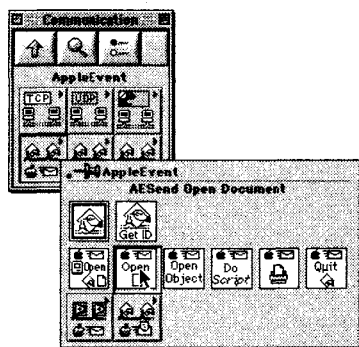 Communication
AppleEvent
TCP UDP
AppleEvent
AESend Open Document
Get ID
Open Open Open Object Do Script Quit